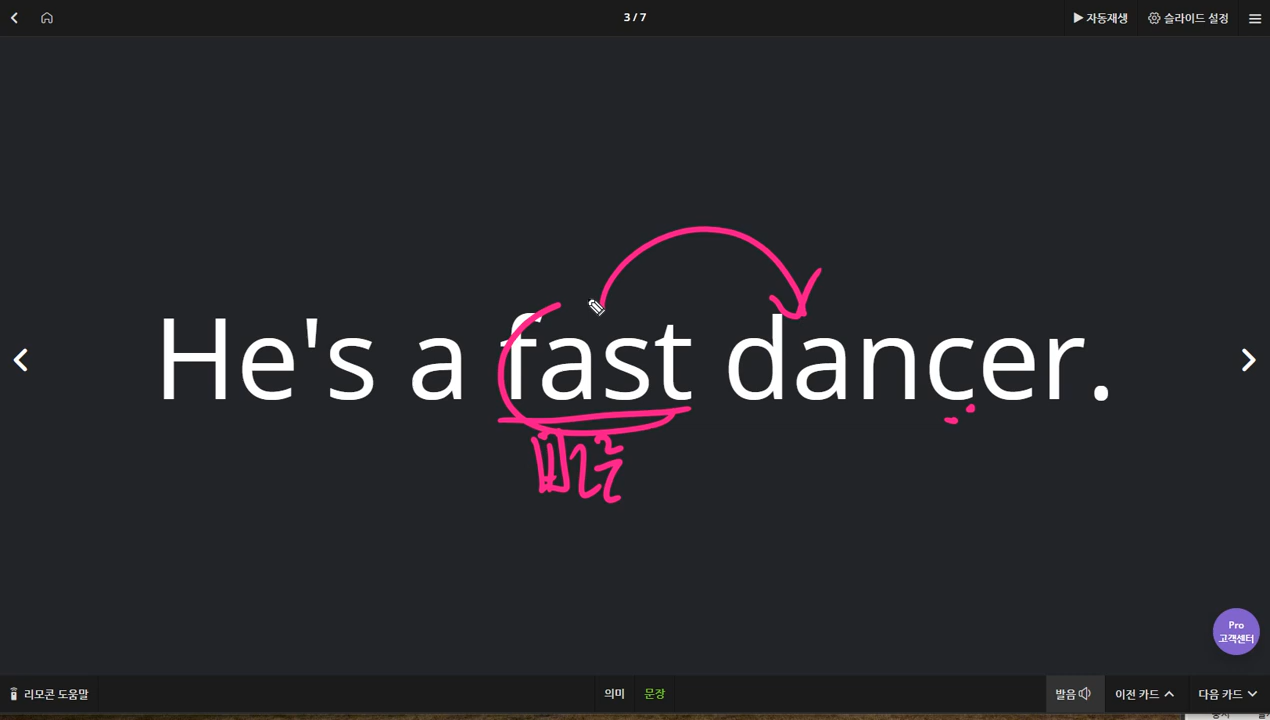 3 / 7
자동재생
슬라이드 설정
He's a fast dancer.
빠른
Pro
고객센터
리모콘 도움말
의미
문장
발음
이전 카드
다음 카드